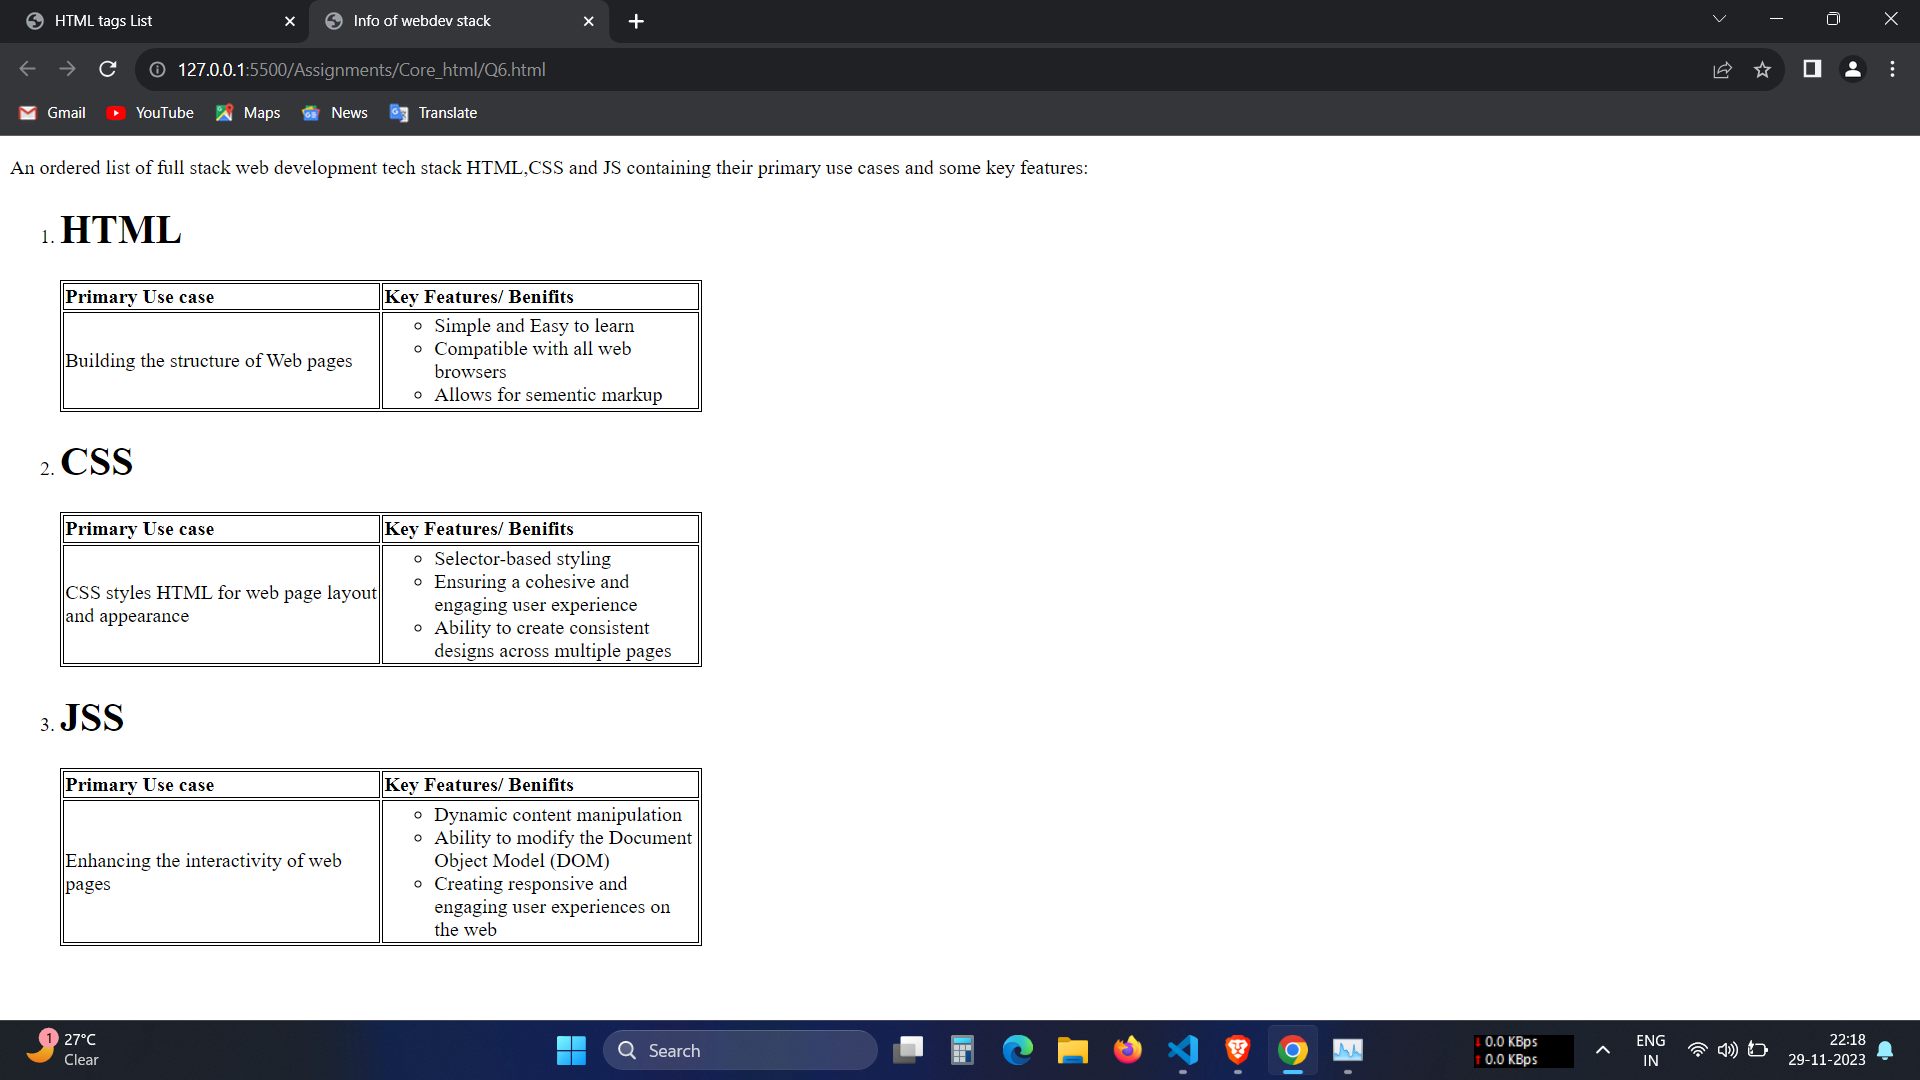 HTML tags List
Info of webdev stack
127.0.0.1:5500/Assignments/Core_html/Q6.html
Gmail
YouTube
Maps
News
Translate
An ordered list of full stack web development tech stack HTML,CSS and JS containing their primary use cases and some key features:
1. HTML
Primary Use case
Key Features/ Benifits
Building the structure of Web pages
Simple and Easy to learn
Compatible with all web
browsers
Allows for sementic markup
2. CSS
Primary Use case
Key Features/ Benifits
CSS styles HTML for web page layout
and appearance
Selector-based styling
Ensuring a cohesive and
engaging user experience
Ability to create consistent
designs across multiple pages
3. JSS
Primary Use case
Key Features/ Benifits
Enhancing the interactivity of web
pages
Dynamic content manipulation
Ability to modify the Document
Object Model (DOM)
Creating responsive and
engaging user experiences on
the web
1
27°C
Clear
Search
0.0 KBps
0.0 KBps
ENG
IN
22:18
29-11-2023